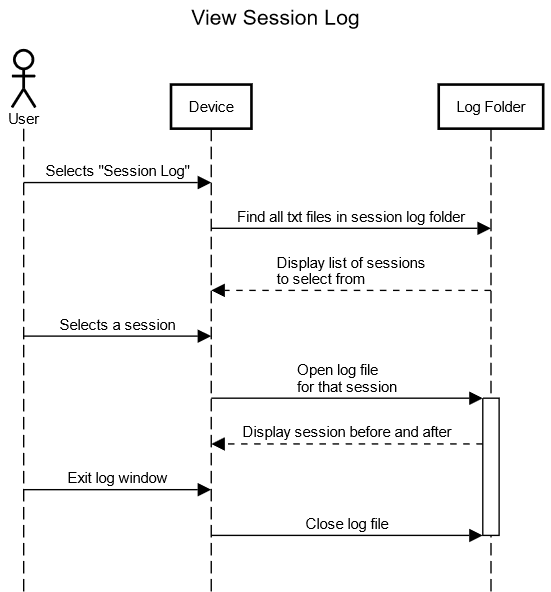 View Session Log
User
Device
Log Folder
Selects "Session Log"
Find all txt files in session log folder
Display list of sessions
to select from
Selects a session
Open log file
for that session
Display session before and after
Exit log window
Close log file